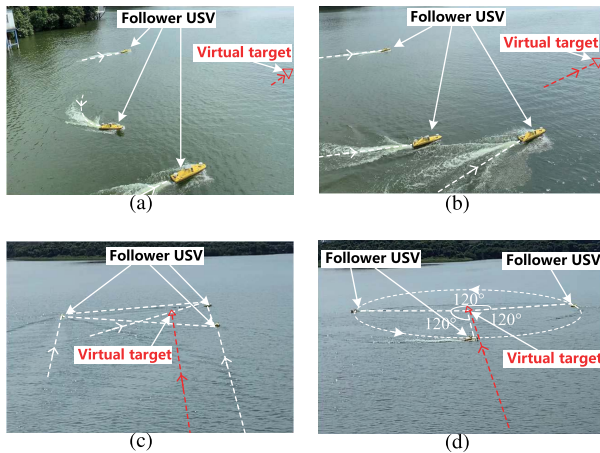 Follower USV
Virtual target
(a)
Follower USV
Virtual target
(b)
Follower USV
Virtual target
(c)
Follower USV
Follower USV
120°
120°
120°
Virtual target
(d)